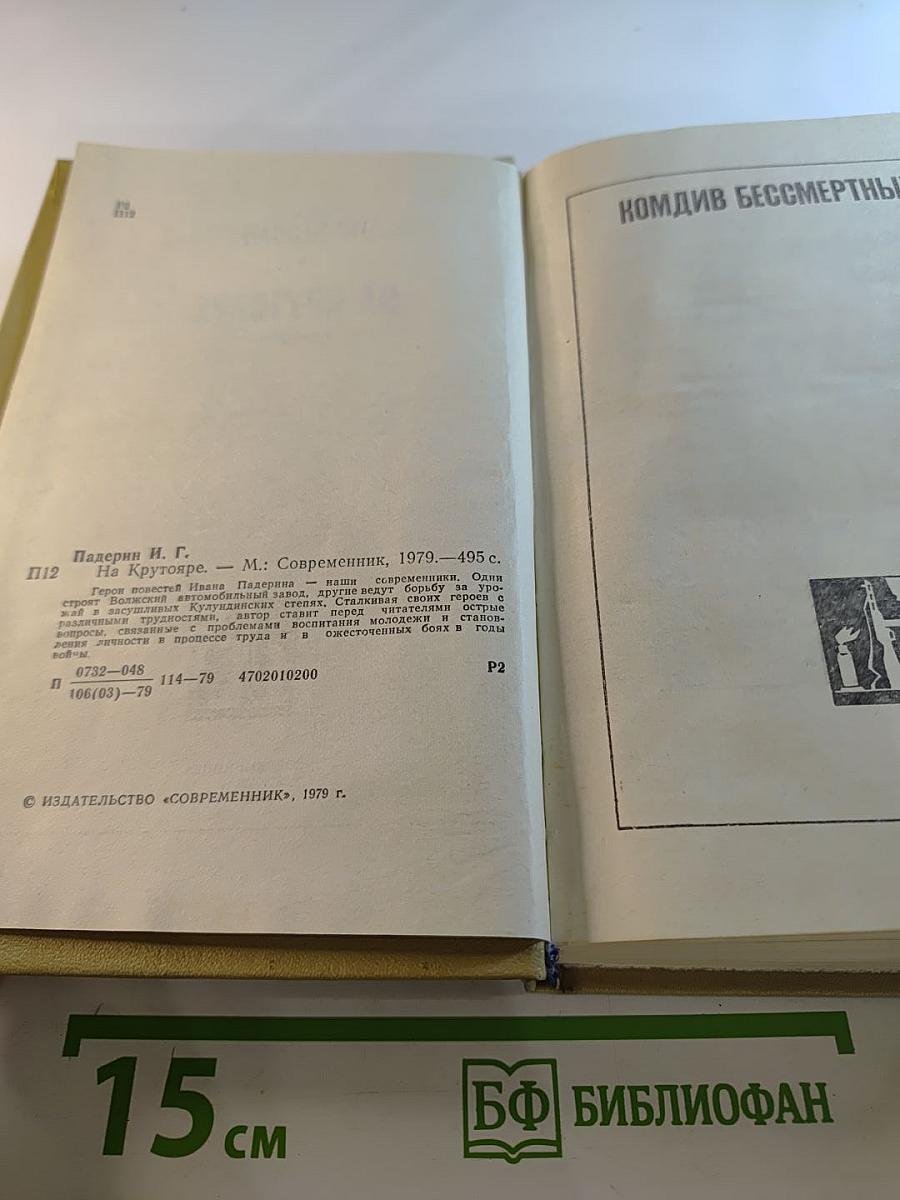 Р2
П12
Падерин И. Г.
П12 На Крутояре. — М.: Современник, 1979.—495 с.
Герои повестей Ивана Падерина — наши современники. Одни
строят Волжский автомобильный завод, другие ведут борьбу за уро-
жай в засушливых Кулундинских степях. Сталкивая своих героев с
различными трудностями, автор ставит перед читателями острые
вопросы, связанные с проблемами воспитания молодежи и станов-
ления личности в процессе труда и в ожесточенных боях в годы
войны.
П 0732—048
106(03)—79 114—79 4702010200 Р2
© ИЗДАТЕЛЬСТВО «СОВРЕМЕННИК», 1979 г.
КОМДИВ БЕССМЕРТНЫ
15 см
БФ БИБЛИОФАН